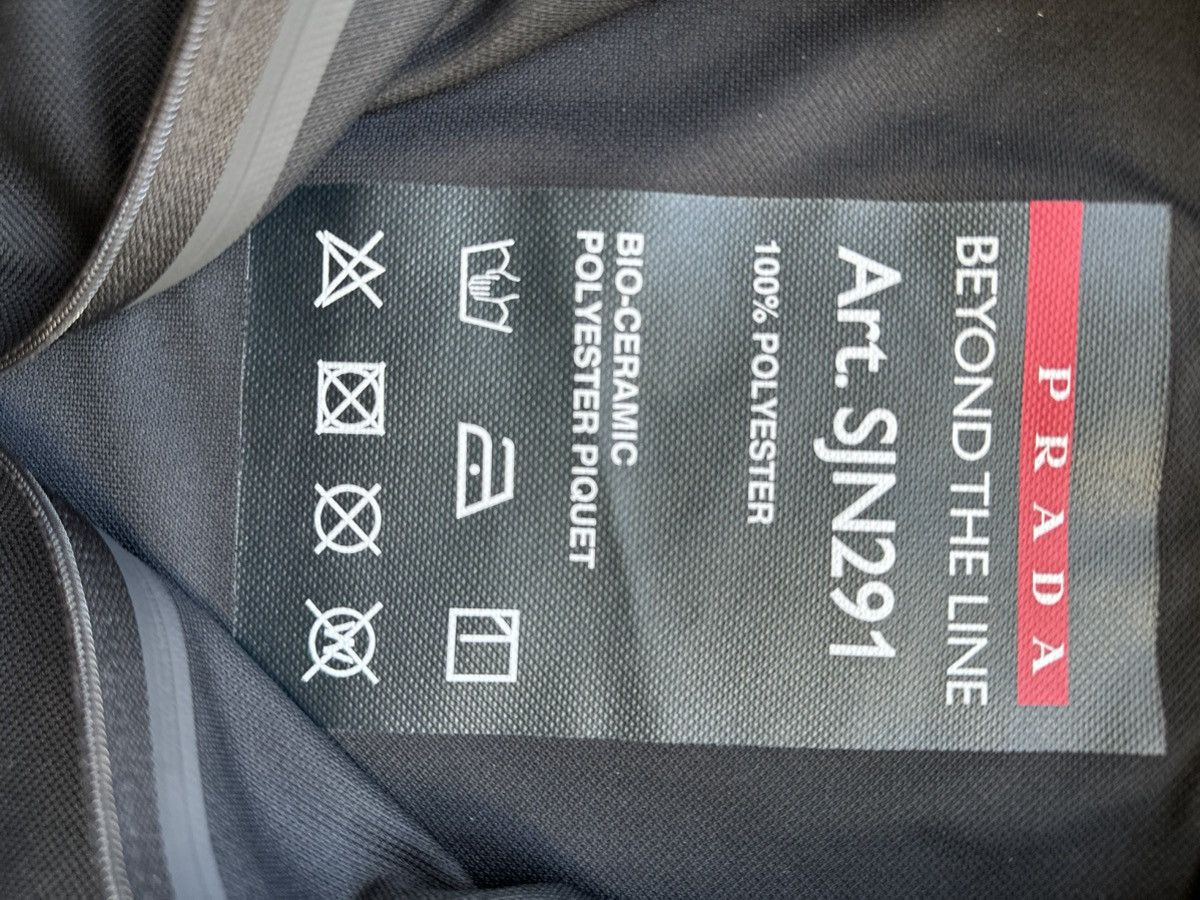 PRADA
BEYOND THE LINE
Art. SJN291
100% POLYESTER
BIO-CERAMIC
POLYESTER PIQUET
W